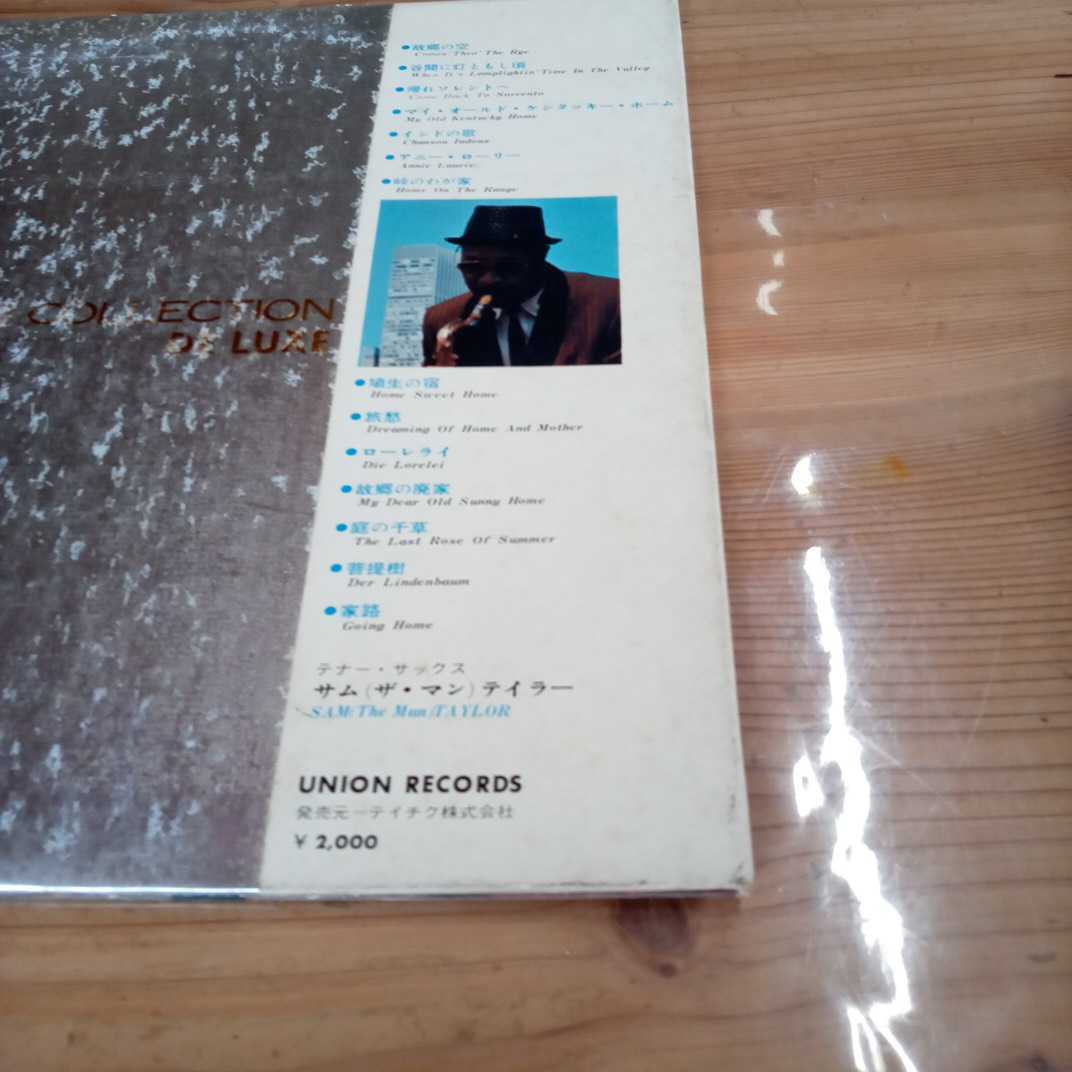 COLLECTION
DE LUXE
●故郷の空
Comin Thro' The Rye
●谷間に灯ともし頃
When It's Lamplightin' Time In The Valley
●帰れソレントへ
Come Back To Sorrento
●マイ・オールド・ケンタッキー・ホーム
My Old Kentucky Home
●インドの歌
Chanson Indoue
●アニー・ローリー
Annie Laurie
●峠のわが家
Home On The Range
●埴生の宿
Home Sweet Home
●旅愁
Dreaming Of Home And Mother
●ローレライ
Die Lorelei
●故郷の廃家
My Dear Old Sunny Home
●庭の千草
The Last Rose Of Summer
●菩提樹
Der Lindenbaum
●家路
Going Home
テナー・サックス
サム(ザ・マン)テイラー
SAM(The Man)TAYLOR
UNION RECORDS
発売元ーテイチク株式会社
¥ 2,000